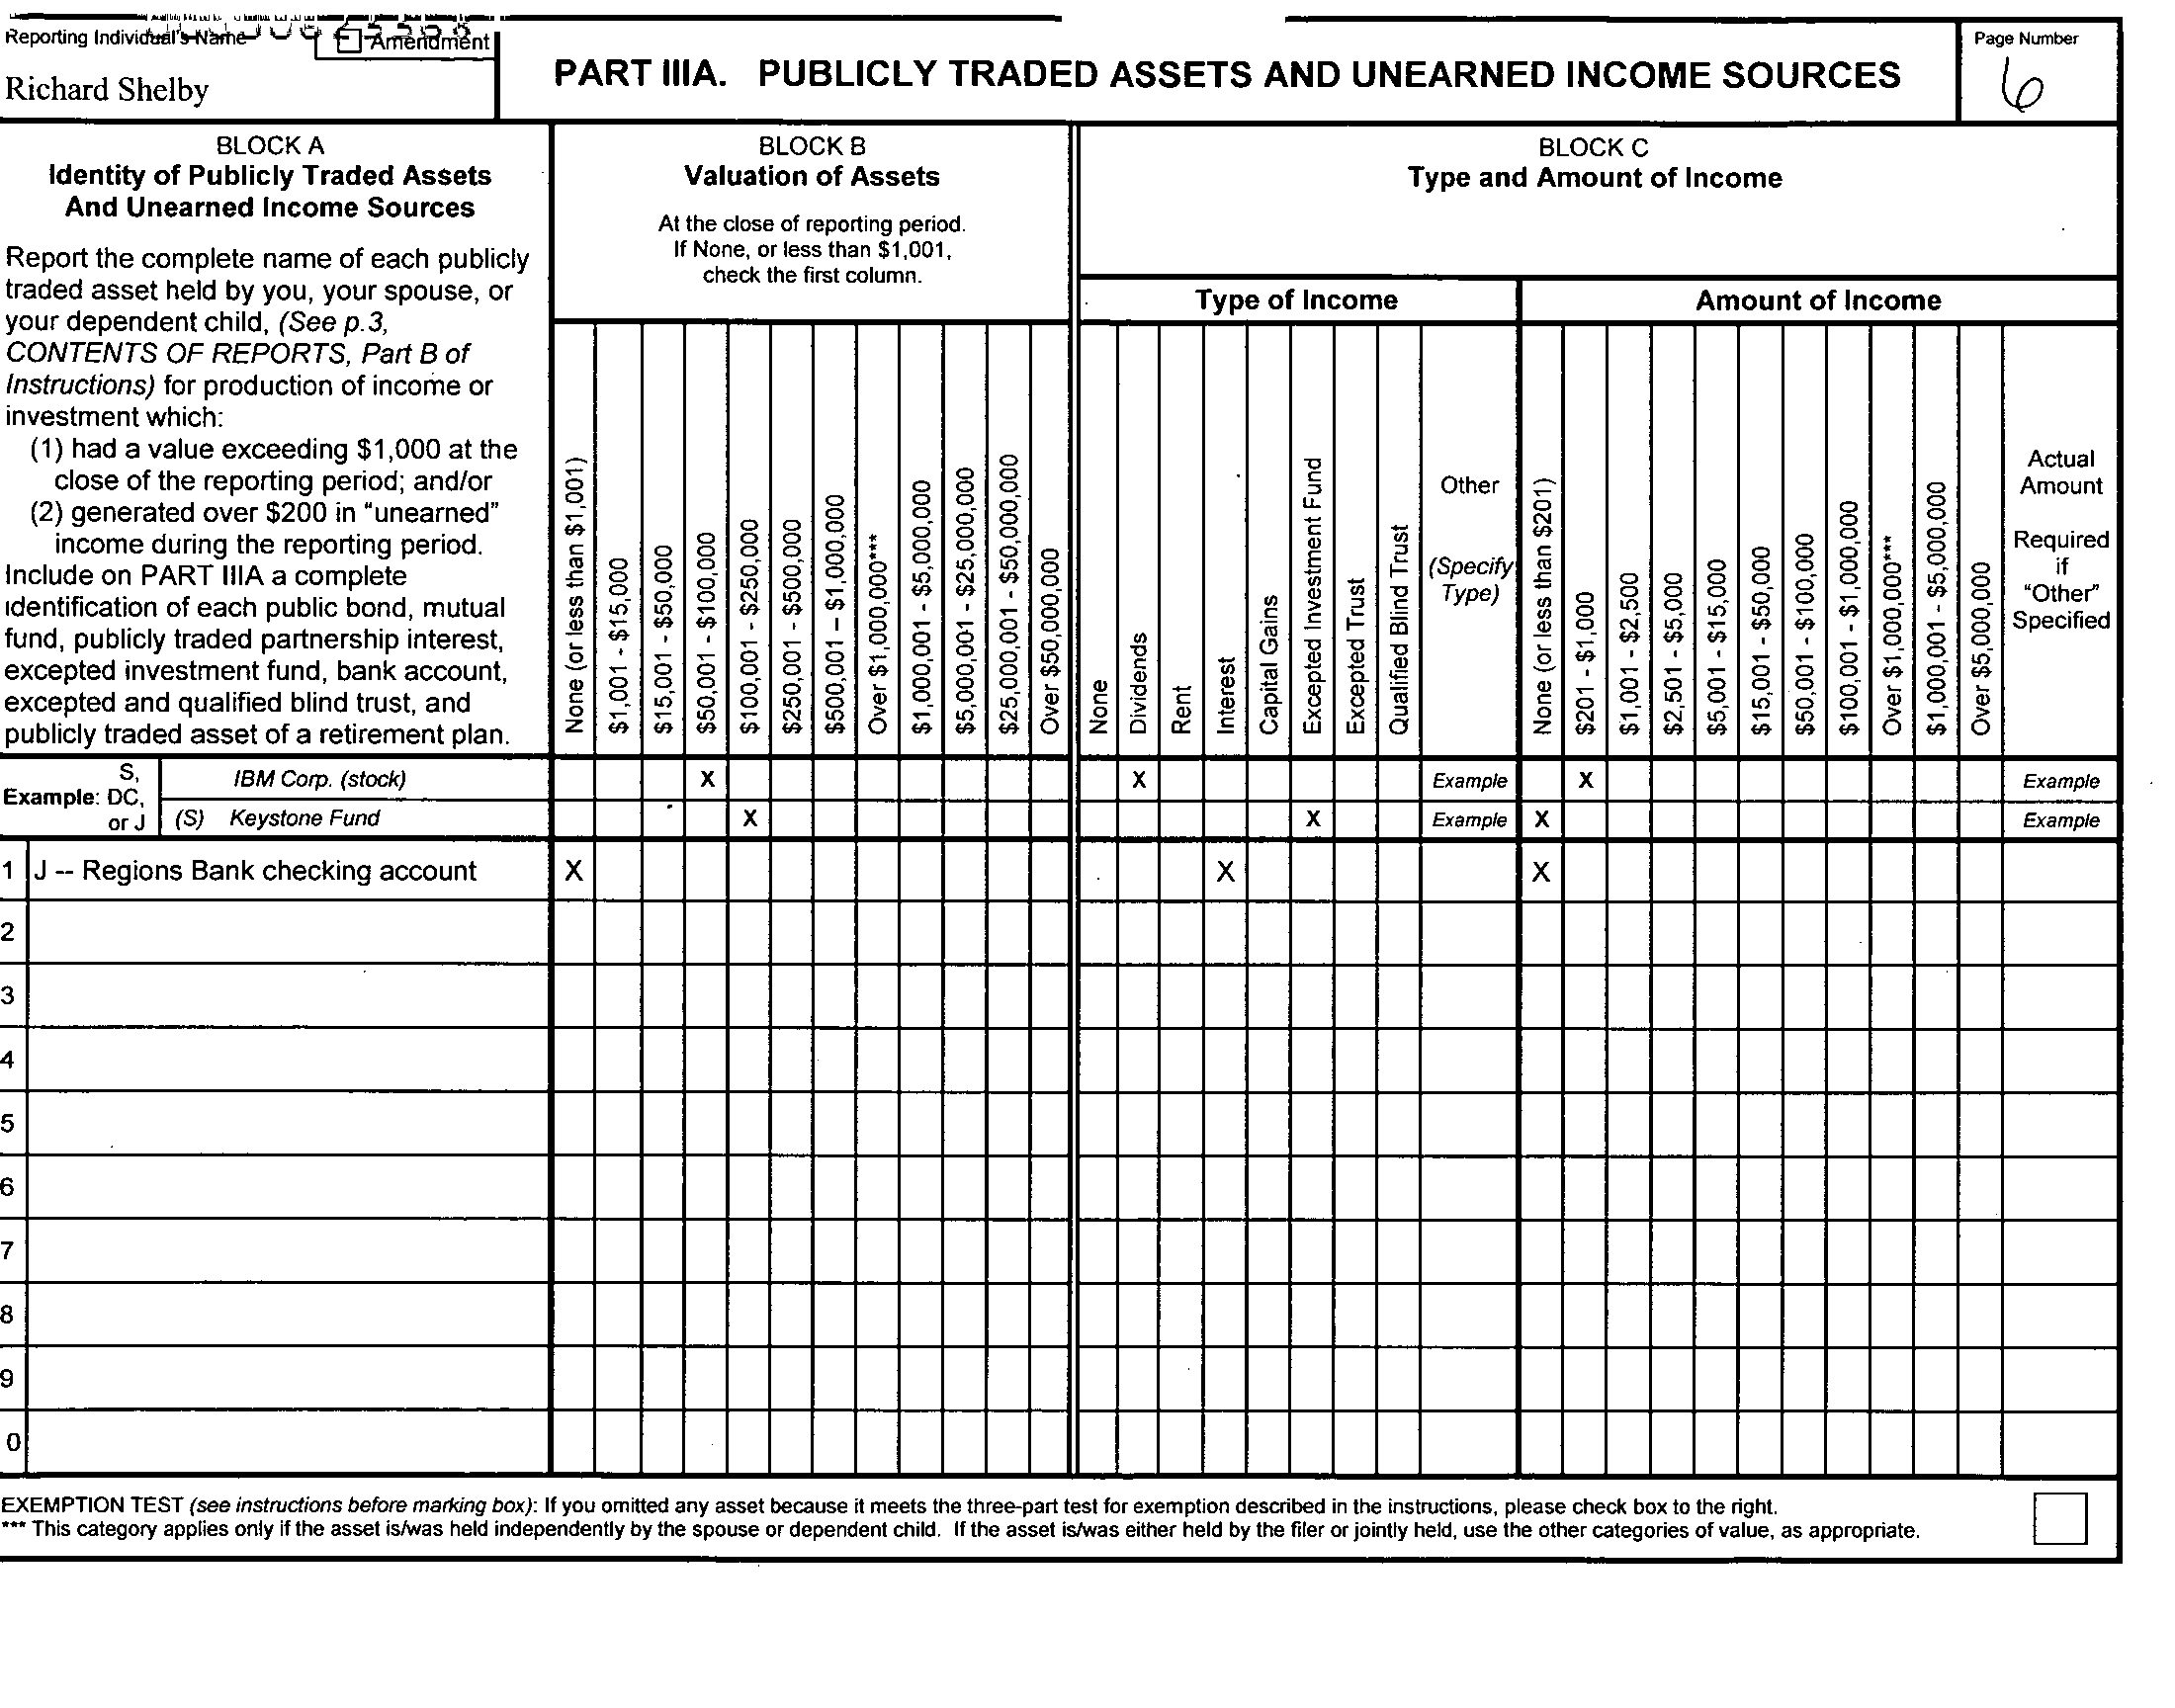 Reporting Individual's Name
Amendment
Richard Shelby
PART IIIA. PUBLICLY TRADED ASSETS AND UNEARNED INCOME SOURCES
Page Number
6
BLOCK A
Identity of Publicly Traded Assets
And Unearned Income Sources
Report the complete name of each publicly
traded asset held by you, your spouse, or
your dependent child, (See p.3,
CONTENTS OF REPORTS, Part B of
Instructions) for production of income or
investment which:
(1) had a value exceeding $1,000 at the
close of the reporting period; and/or
(2) generated over $200 in "unearned"
income during the reporting period.
Include on PART IIIA a complete
identification of each public bond, mutual
fund, publicly traded partnership interest,
excepted investment fund, bank account,
excepted and qualified blind trust, and
publicly traded asset of a retirement plan.
BLOCK B
Valuation of Assets
At the close of reporting period.
If None, or less than $1,001,
check the first column.
None (or less than $1,001)
$1,001 - $15,000
$15,001 - $50,000
$50,001 - $100,000
$100,001 - $250,000
$250,001 - $500,000
$500,001 – $1,000,000
Over $1,000,000***
$1,000,001 - $5,000,000
$5,000,001 - $25,000,000
$25,000,001 - $50,000,000
Over $50,000,000
BLOCK C
Type and Amount of Income
Type of Income
None
Dividends
Rent
Interest
Capital Gains
Excepted Investment Fund
Excepted Trust
Qualified Blind Trust
Other
(Specify
Type)
Amount of Income
None (or less than $201)
$201 - $1,000
$1,001 - $2,500
$2,501 - $5,000
$5,001 - $15,000
$15,001 - $50,000
$50,001 - $100,000
$100,001 - $1,000,000
Over $1,000,000***
$1,000,001 - $5,000,000
Over $5,000,000
Actual
Amount
Required
if
"Other"
Specified
Example:
S,
DC,
or J
IBM Corp. (stock) X X Example X Example
(S) Keystone Fund X X Example X Example
1 J -- Regions Bank checking account X X X
2
3
4
5
6
7
8
9
0
EXEMPTION TEST (see instructions before marking box): If you omitted any asset because it meets the three-part test for exemption described in the instructions, please check box to the right.
*** This category applies only if the asset is/was held independently by the spouse or dependent child. If the asset is/was either held by the filer or jointly held, use the other categories of value, as appropriate.